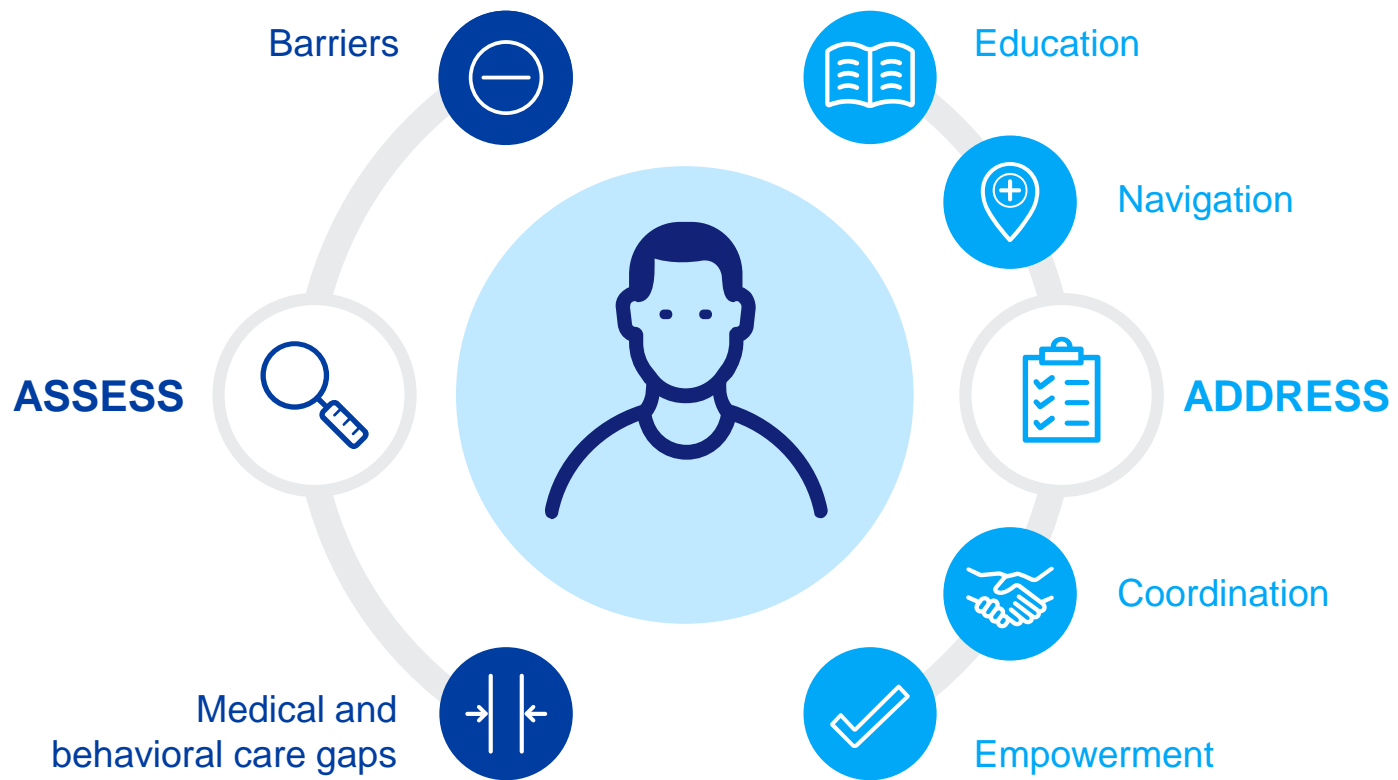 Barriers
Education
Navigation
ASSESS
ADDRESS
Coordination
Medical and
behavioral care gaps
Empowerment